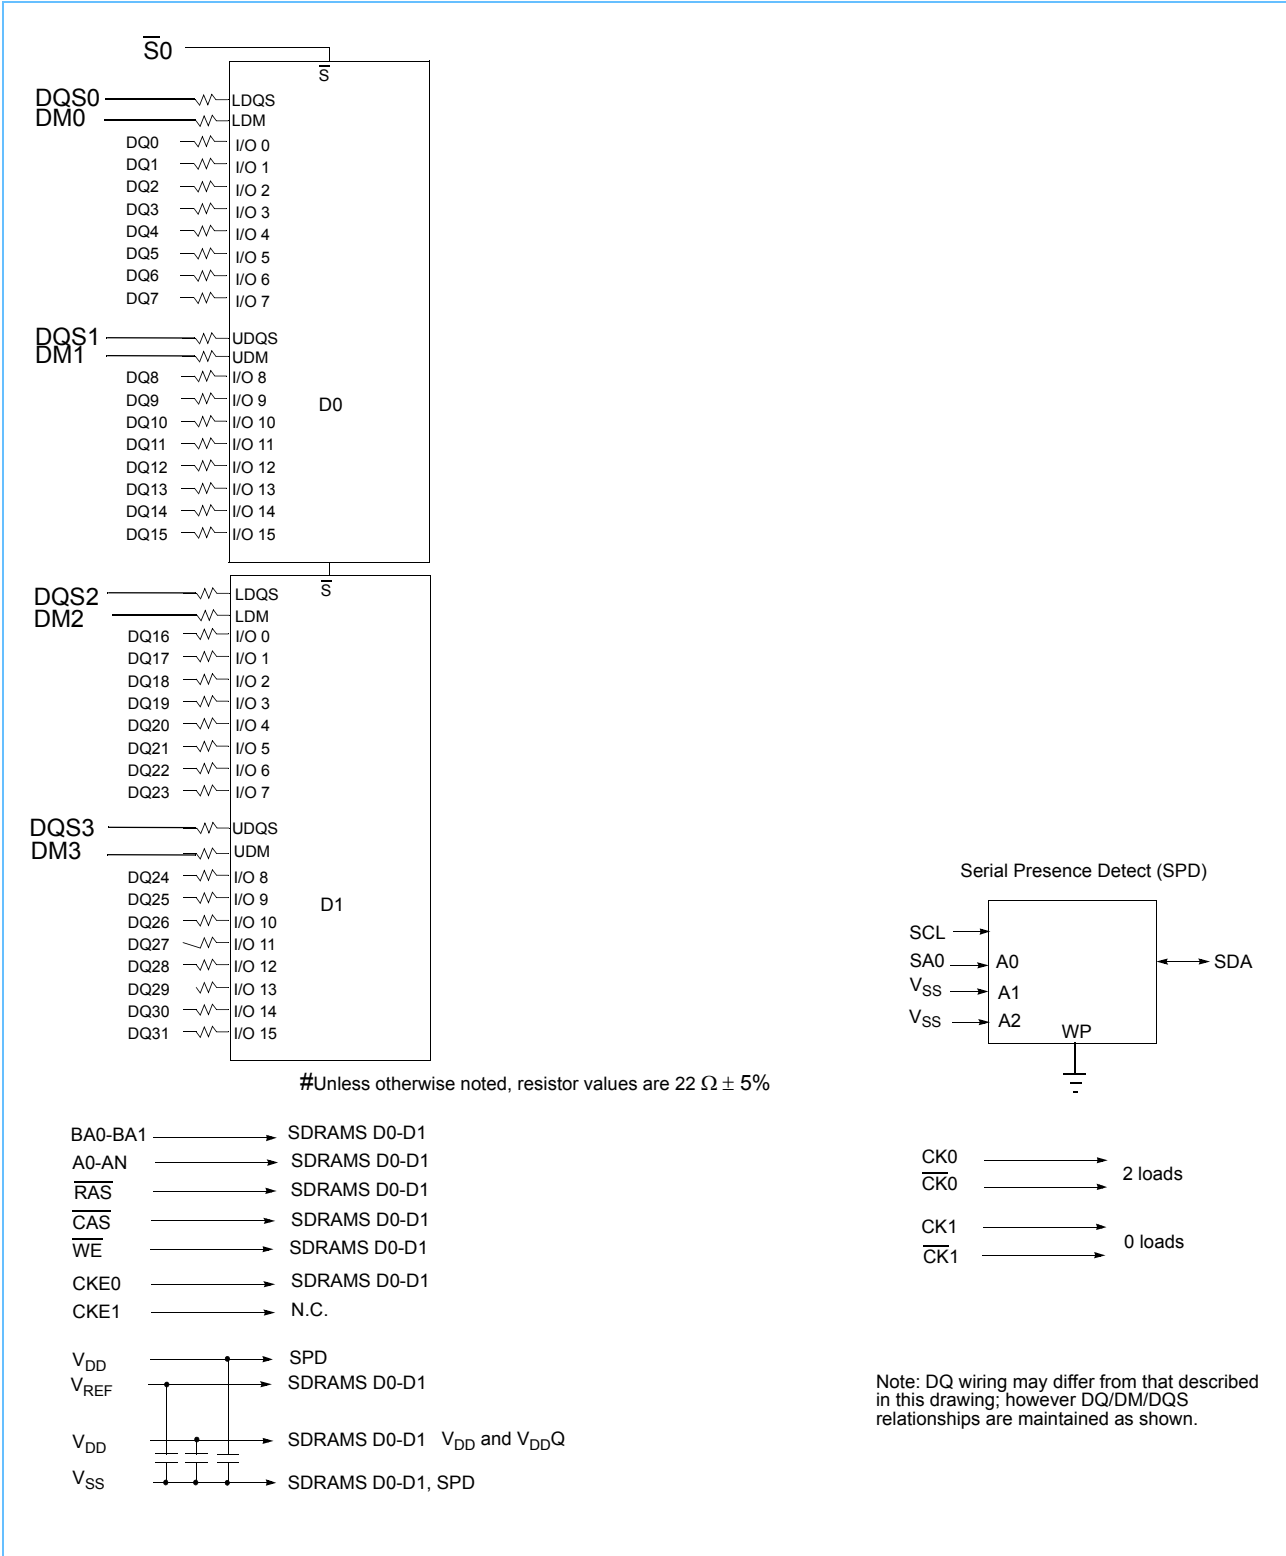 S̅0
S̅
DQS0 LDQS
DM0 LDM
DQ0 I/O 0
DQ1 I/O 1
DQ2 I/O 2
DQ3 I/O 3
DQ4 I/O 4
DQ5 I/O 5
DQ6 I/O 6
DQ7 I/O 7
DQS1 UDQS
DM1 UDM
DQ8 I/O 8
DQ9 I/O 9
D0
DQ10 I/O 10
DQ11 I/O 11
DQ12 I/O 12
DQ13 I/O 13
DQ14 I/O 14
DQ15 I/O 15
S̅
DQS2 LDQS
DM2 LDM
DQ16 I/O 0
DQ17 I/O 1
DQ18 I/O 2
DQ19 I/O 3
DQ20 I/O 4
DQ21 I/O 5
DQ22 I/O 6
DQ23 I/O 7
DQS3 UDQS
DM3 UDM
DQ24 I/O 8
DQ25 I/O 9
D1
DQ26 I/O 10
DQ27 I/O 11
DQ28 I/O 12
DQ29 I/O 13
DQ30 I/O 14
DQ31 I/O 15
#Unless otherwise noted, resistor values are 22 Ω ± 5%
Serial Presence Detect (SPD)
SCL
SA0 A0 SDA
VSS A1
VSS A2
WP
BA0-BA1 SDRAMS D0-D1
A0-AN SDRAMS D0-D1
R̅A̅S̅ SDRAMS D0-D1
C̅A̅S̅ SDRAMS D0-D1
W̅E̅ SDRAMS D0-D1
CKE0 SDRAMS D0-D1
CKE1 N.C.
CK0
2 loads
C̅K̅0
CK1
0 loads
C̅K̅1
VDD SPD
VREF SDRAMS D0-D1
VDD SDRAMS D0-D1 VDD and VDDQ
VSS SDRAMS D0-D1, SPD
Note: DQ wiring may differ from that described
in this drawing; however DQ/DM/DQS
relationships are maintained as shown.